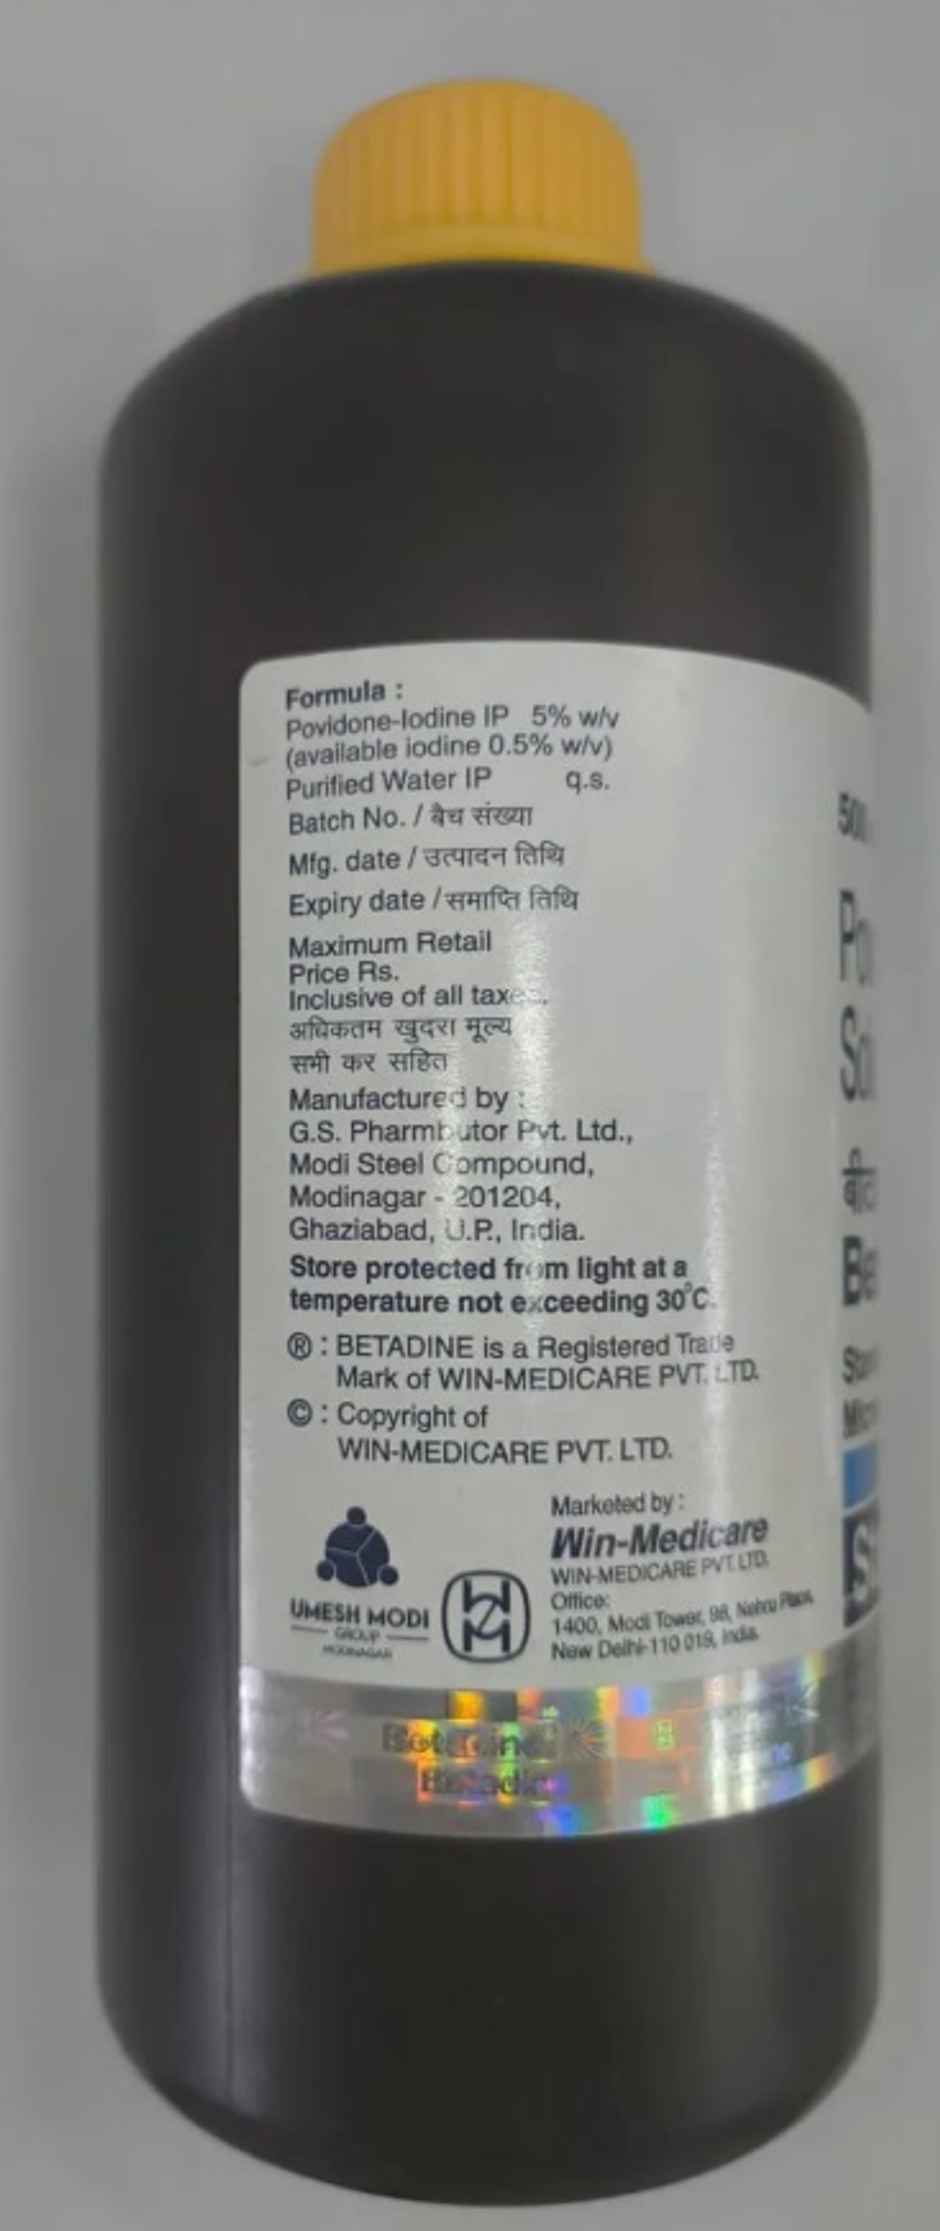 Formula :
Povidone-Iodine IP 5% w/v
(available iodine 0.5% w/v)
Purified Water IP q.s.
Batch No. / बैच संख्या
Mfg. date / उत्पादन तिथि
Expiry date / समाप्ति तिथि
Maximum Retail
Price Rs.
Inclusive of all taxes.
अधिकतम खुदरा मूल्य
सभी कर सहित
Manufactured by :
G.S. Pharmbutor Pvt. Ltd.,
Modi Steel Compound,
Modinagar - 201204,
Ghaziabad, U.P., India.
Store protected from light at a
temperature not exceeding 30°C.
® : BETADINE is a Registered Trade
Mark of WIN-MEDICARE PVT. LTD.
© : Copyright of
WIN-MEDICARE PVT. LTD.
UMESH MODI
GROUP
MODINAGAR
Marketed by :
Win-Medicare
WIN-MEDICARE PVT. LTD.
Office:
1400, Modi Tower, 98, Nehru Place,
New Delhi-110 019, India.
Betadine
Betadine